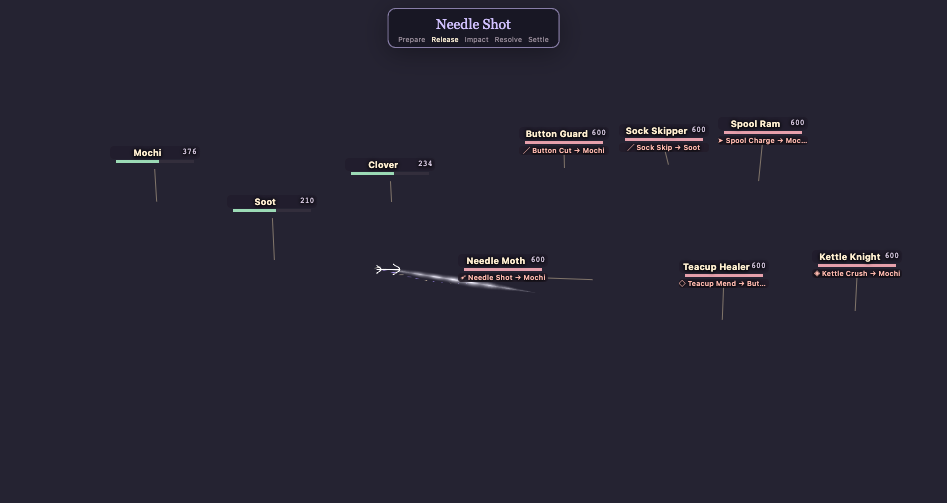 Needle Shot
Prepare Release Impact Resolve Settle
Mochi 376
Soot 210
Clover 234
Button Guard 600
Button Cut → Mochi
Sock Skipper 600
Sock Skip → Soot
Spool Ram 600
Spool Charge → Moc...
Needle Moth 600
Needle Shot → Mochi
Teacup Healer 600
Teacup Mend → But...
Kettle Knight 600
Kettle Crush → Mochi